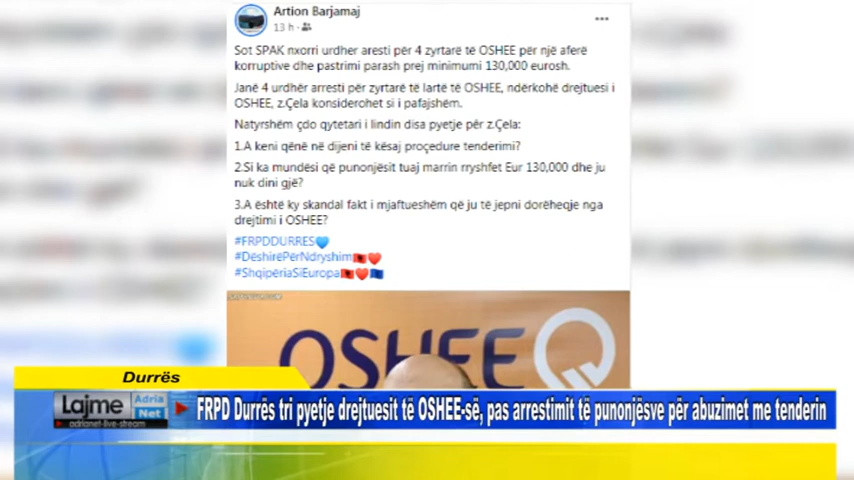 Artion Barjamaj
13 h
Sot SPAK nxorri urdher aresti për 4 zyrtarë të OSHEE për një aferë
korruptive dhe pastrimi parash prej minimumi 130,000 eurosh.
Janë 4 urdhër arresti për zyrtarë të lartë të OSHEE, ndërkohë drejtuesi i
OSHEE, z.Çela konsiderohet si i pafajshëm.
Natyrshëm çdo qytetari i lindin disa pyetje për z.Çela:
1.A keni qënë në dijeni të kësaj proçedure tenderimi?
2.Si ka mundësi që punonjësit tuaj marrin rryshfet Eur 130,000 dhe ju
nuk dini gjë?
3.A është ky skandal fakt i mjaftueshëm që ju të jepni dorëheqje nga
drejtimi i OSHEE?
#FRPDDURRES
#DëshirëPërNdryshim
#ShqipëriaSiEuropa
OSHEE
Durrës
Lajme
Adria
Net
FRPD Durrës tri pyetje drejtuesit të OSHEE-së, pas arrestimit të punonjësve për abuzimet me tenderin
adrianet-live-stream